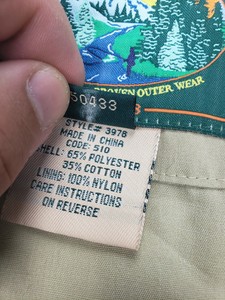 PROVEN OUTER WEAR
50433
STYLE# 3978
MADE IN CHINA
CODE: 510
SHELL: 65% POLYESTER
35% COTTON
LINING: 100% NYLON
CARE INSTRUCTIONS
ON REVERSE